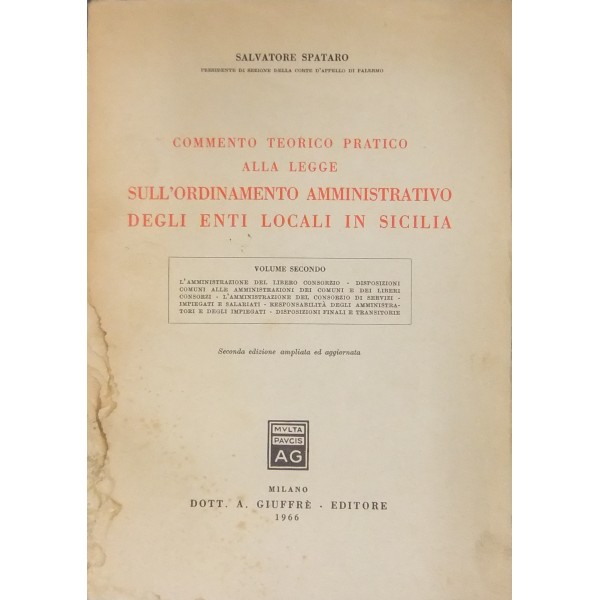 SALVATORE SPATARO
PRESIDENTE DI SEZIONE DELLA CORTE D'APPELLO DI PALERMO
COMMENTO TEORICO PRATICO
ALLA LEGGE
SULL'ORDINAMENTO AMMINISTRATIVO
DEGLI ENTI LOCALI IN SICILIA
VOLUME SECONDO
L'AMMINISTRAZIONE DEL LIBERO CONSORZIO - DISPOSIZIONI
COMUNI ALLE AMMINISTRAZIONI DEI COMUNI E DEI LIBERI
CONSORZI - L'AMMINISTRAZIONE DEL CONSORZIO DI SERVIZI -
IMPIEGATI E SALARIATI - RESPONSABILITÀ DEGLI AMMINISTRA-
TORI E DEGLI IMPIEGATI - DISPOSIZIONI FINALI E TRANSITORIE
Seconda edizione ampliata ed aggiornata
MVLTA
PAVCIS
AG
MILANO
DOTT. A. GIUFFRÈ - EDITORE
1966